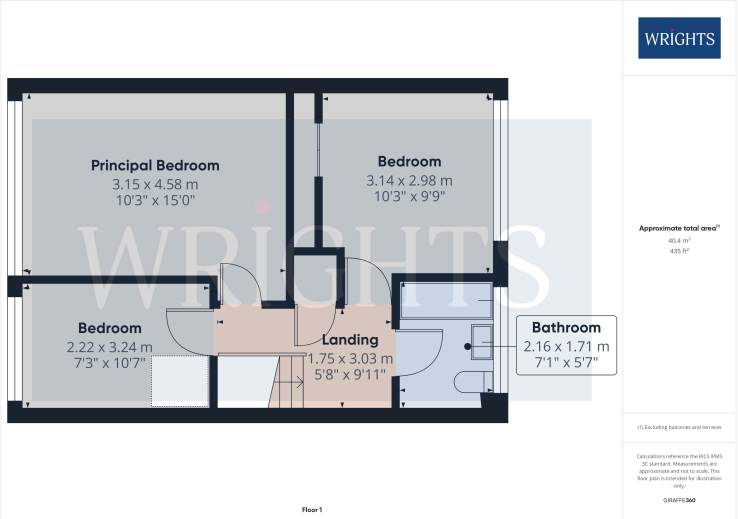 WRIGHTS
Principal Bedroom
3.15 x 4.58 m
10'3" x 15'0"
Bedroom
3.14 x 2.98 m
10'3" x 9'9"
WRIGHTS
Bedroom
2.22 x 3.24 m
7'3" x 10'7"
Landing
1.75 x 3.03 m
5'8" x 9'11"
Bathroom
2.16 x 1.71 m
7'1" x 5'7"
Approximate total area(1)
40.4 m²
435 ft²
(1) Excluding balconies and terraces
Calculations reference the RICS IPMS
3C standard. Measurements are
approximate and not to scale. This
floor plan is intended for illustration
only.
GIRAFFE360
Floor 1